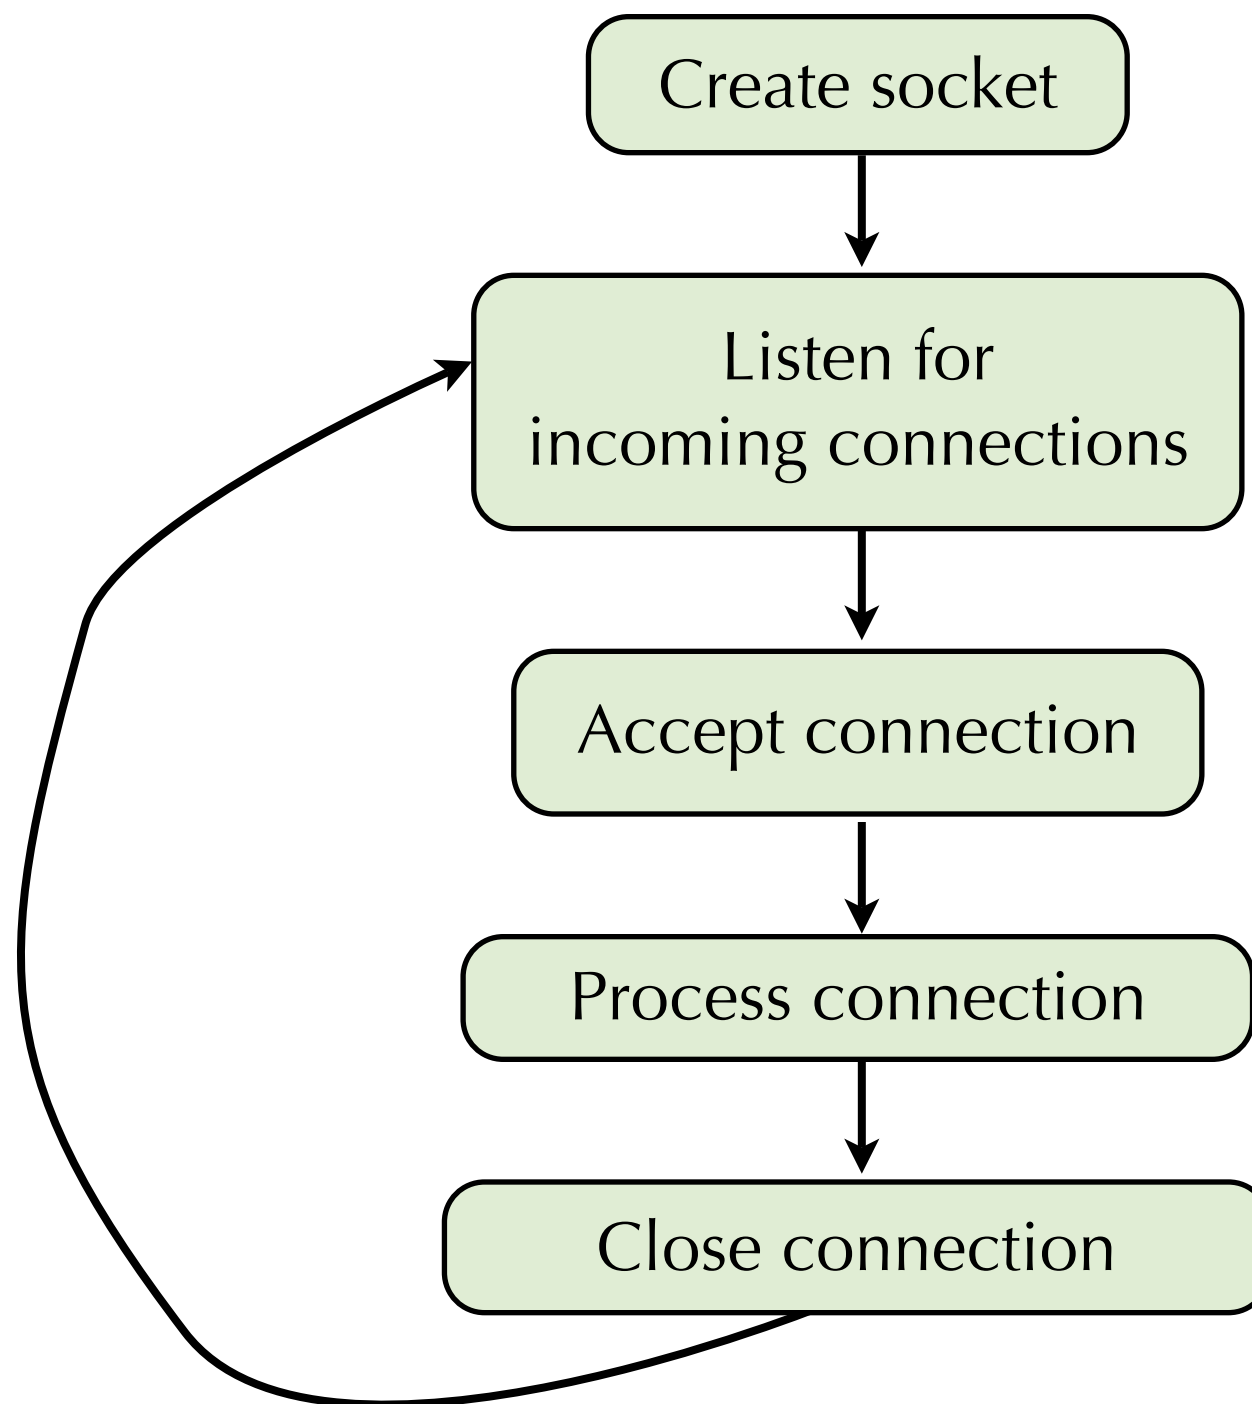 Create socket
Listen for
incoming connections
Accept connection
Process connection
Close connection